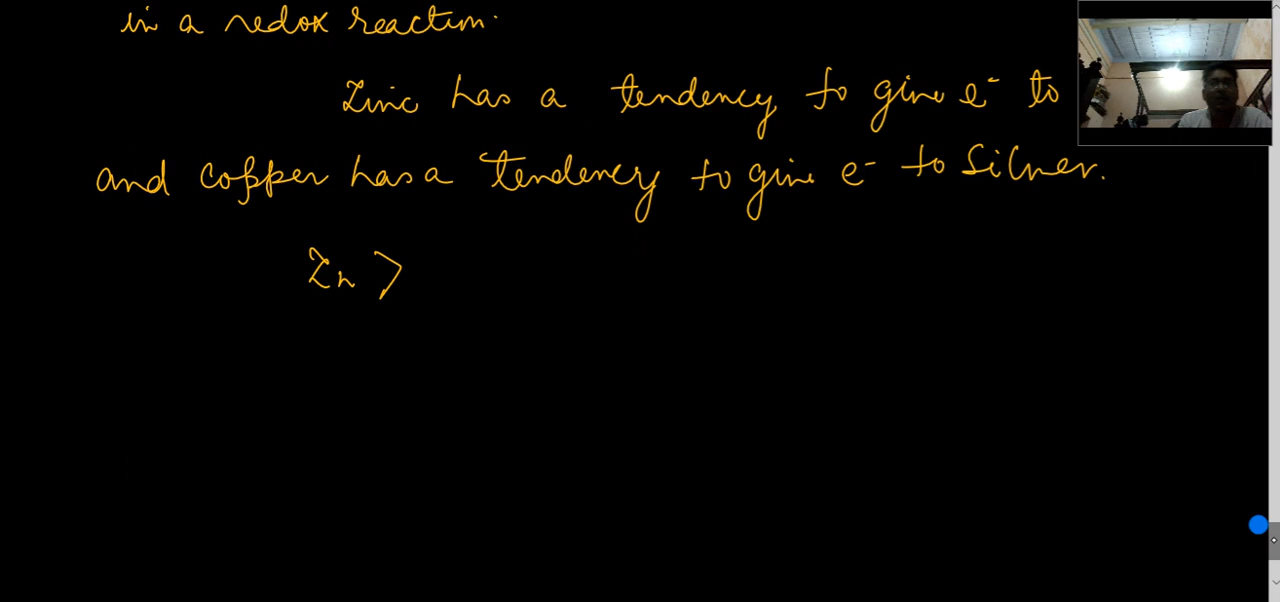 in a redox reaction.
Zinc has a tendency to give e⁻ to
and copper has a tendency to give e⁻ to Silver.
Zn >